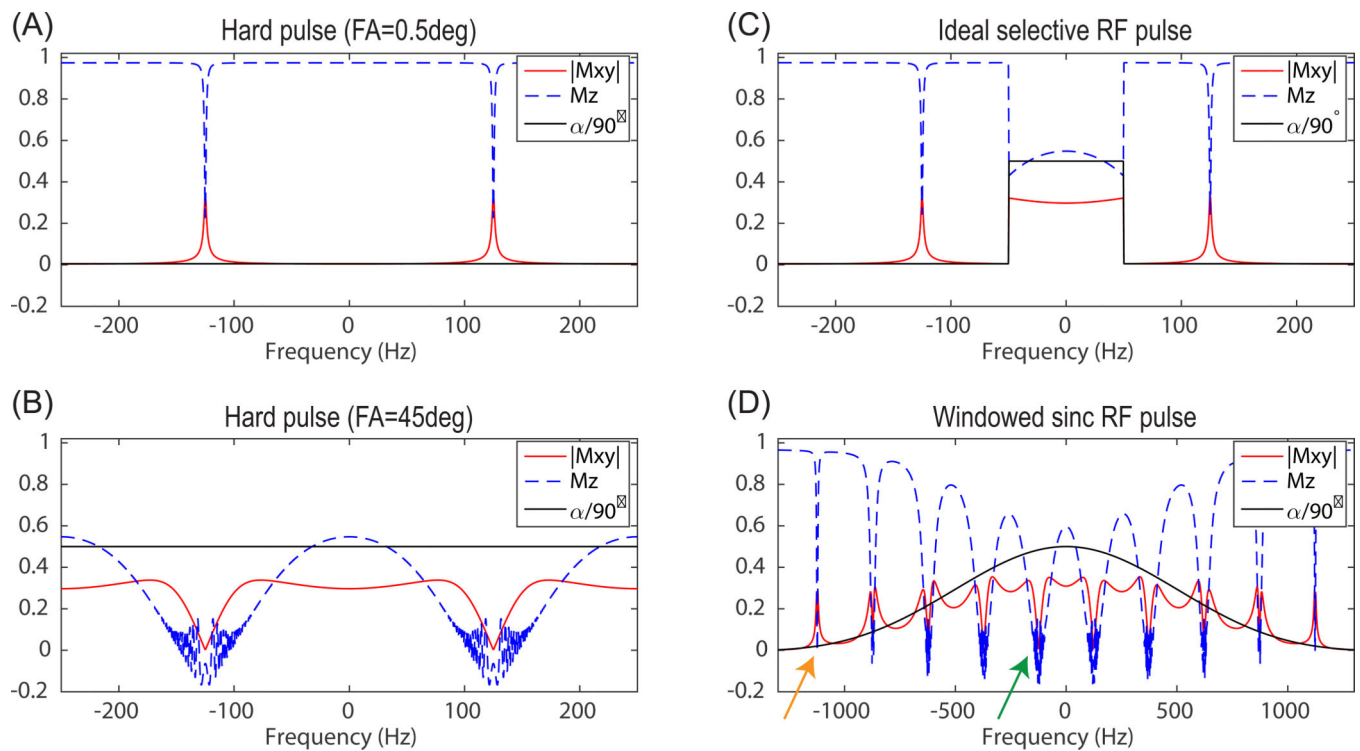 (A)
Hard pulse (FA=0.5deg)
1
0.8
0.6
0.4
0.2
0
-0.2
|Mxy|
Mz
α/90
-200
-100
0
100
200
Frequency (Hz)
(C)
Ideal selective RF pulse
1
0.8
0.6
0.4
0.2
0
-0.2
|Mxy|
Mz
α/90°
-200
-100
0
100
200
Frequency (Hz)
(B)
Hard pulse (FA=45deg)
1
0.8
0.6
0.4
0.2
0
-0.2
|Mxy|
Mz
α/90
-200
-100
0
100
200
Frequency (Hz)
(D)
Windowed sinc RF pulse
1
0.8
0.6
0.4
0.2
0
-0.2
|Mxy|
Mz
α/90
-1000
-500
0
500
1000
Frequency (Hz)